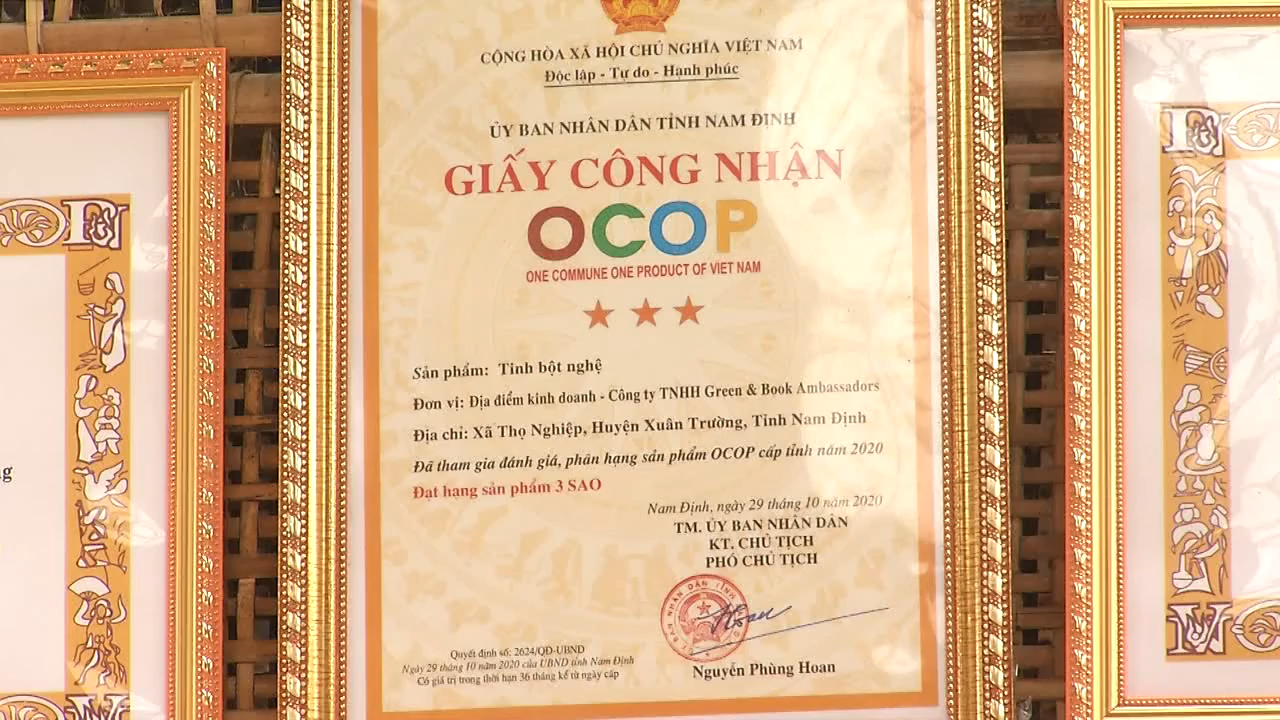 CỘNG HÒA XÃ HỘI CHỦ NGHĨA VIỆT NAM
Độc lập - Tự do - Hạnh phúc
ỦY BAN NHÂN DÂN TỈNH NAM ĐỊNH
GIẤY CÔNG NHẬN
OCOP
ONE COMMUNE ONE PRODUCT OF VIET NAM
Sản phẩm: Tinh bột nghệ
Đơn vị: Địa điểm kinh doanh - Công ty TNHH Green & Book Ambassadors
Địa chỉ: Xã Thọ Nghiệp, Huyện Xuân Trường, Tỉnh Nam Định
Đã tham gia đánh giá, phân hạng sản phẩm OCOP cấp tỉnh năm 2020
Đạt hạng sản phẩm 3 SAO
Nam Định, ngày 29 tháng 10 năm 2020
TM. ỦY BAN NHÂN DÂN
KT. CHỦ TỊCH
PHÓ CHỦ TỊCH
Hoan
Nguyễn Phùng Hoan
Quyết định số: 2624/QĐ-UBND
Ngày 29 tháng 10 năm 2020 của UBND tỉnh Nam Định
Có giá trị trong thời hạn 36 tháng kể từ ngày cấp